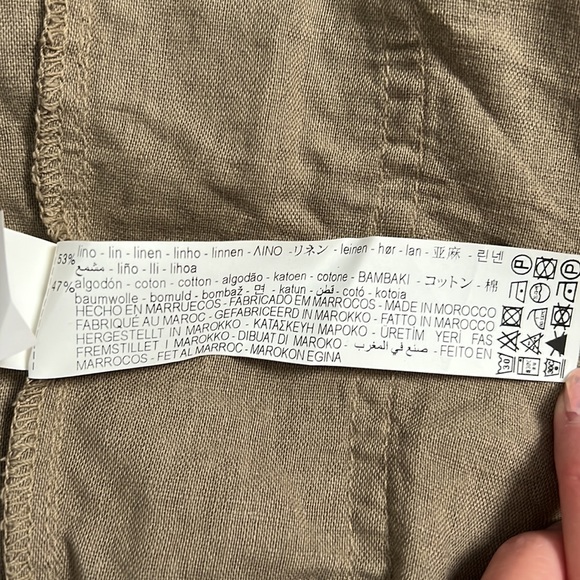 53% lino - lin - linen - linho - linnen - ΛΙΝΟ - リネン - leinen - hør - lan - 亚麻 - 린넨
- liño - lli - lihoa
47% algodón - coton - cotton - algodão - katoen - cotone - BAMBAKI - コットン - 棉
baumwolle - bomuld - bombaž - 면 - katun - قطن - cotó - kotoia
HECHO EN MARRUECOS - FABRICADO EM MARROCOS - MADE IN MOROCCO
FABRIQUÉ AU MAROC - GEFABRICEERD IN MAROKKO - FATTO IN MAROCCO
HERGESTELLT IN MAROKKO - ΚΑΤΑΣΚΕΥΗ ΜΑΡΟΚΟ - ÜRETİM YERİ FAS
FREMSTILLET I MAROKKO - DIBUAT DI MAROKO - صنع في المغرب - FEITO EN
MARROCOS - FET AL MARROC - MAROKON EGINA
P
P
30